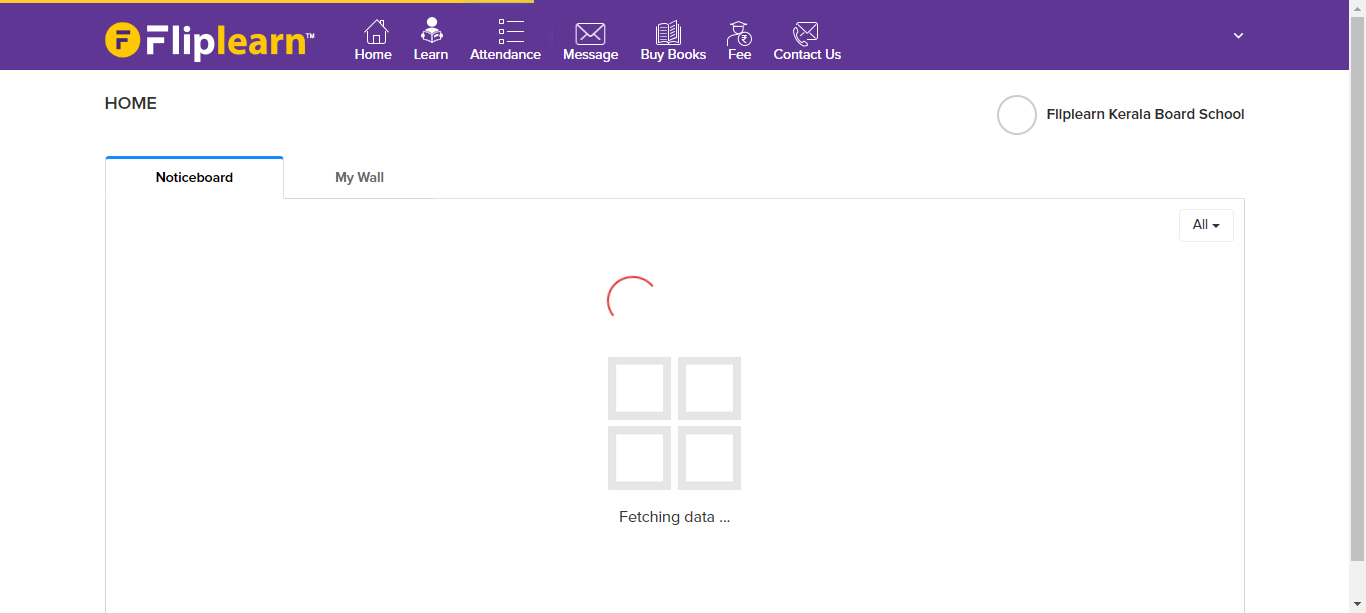 Fliplearn™
Home Learn Attendance Message Buy Books Fee Contact Us
HOME
Fliplearn Kerala Board School
Noticeboard My Wall
All
Fetching data ...